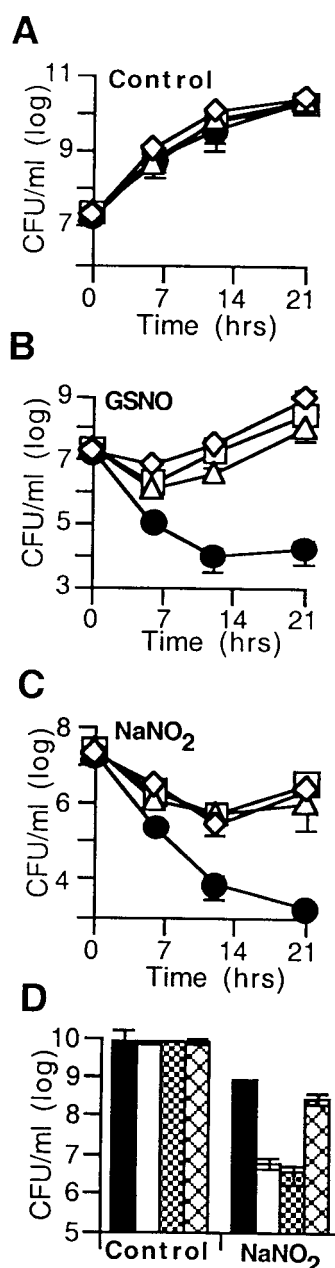 A
Control
CFU/ml (log)
11
9
7
0 7 14 21
Time (hrs)
B
GSNO
CFU/ml (log)
9
7
5
3
0 7 14 21
Time (hrs)
C
NaNO₂
CFU/ml (log)
8
6
4
0 7 14 21
Time (hrs)
D
CFU/ml (log)
10
9
8
7
6
5
Control NaNO₂